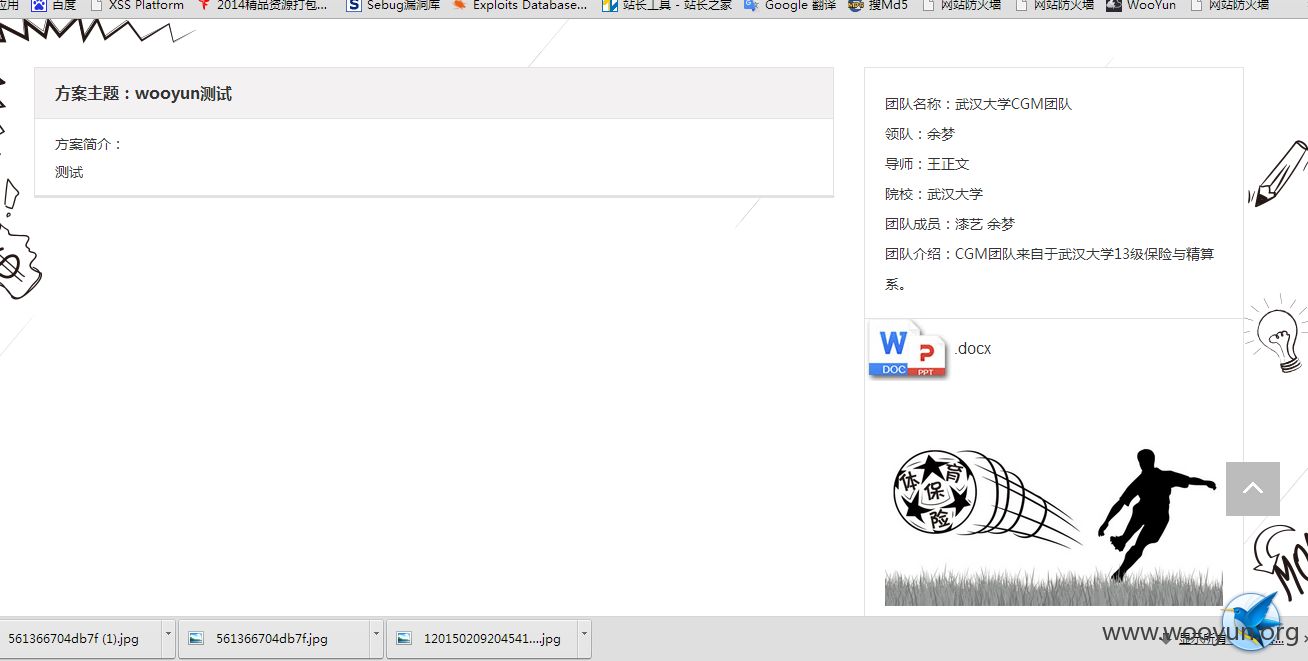 应用 百度 XSS Platform 2014精品资源打包... Sebug漏洞库 Exploits Database... 站长工具 - 站长之家 Google 翻译 搜Md5 网站防火墙 网站防火墙 WooYun 网站防火墙
方案主题：wooyun测试
方案简介：
测试
团队名称：武汉大学CGM团队
领队：余梦
导师：王正文
院校：武汉大学
团队成员：漆艺 余梦
团队介绍：CGM团队来自于武汉大学13级保险与精算
系。
W
DOC
P
PPT
.docx
体育
保
险
561366704db7f (1).jpg
561366704db7f.jpg
120150209204541....jpg
显示所有
www.wooyun.org